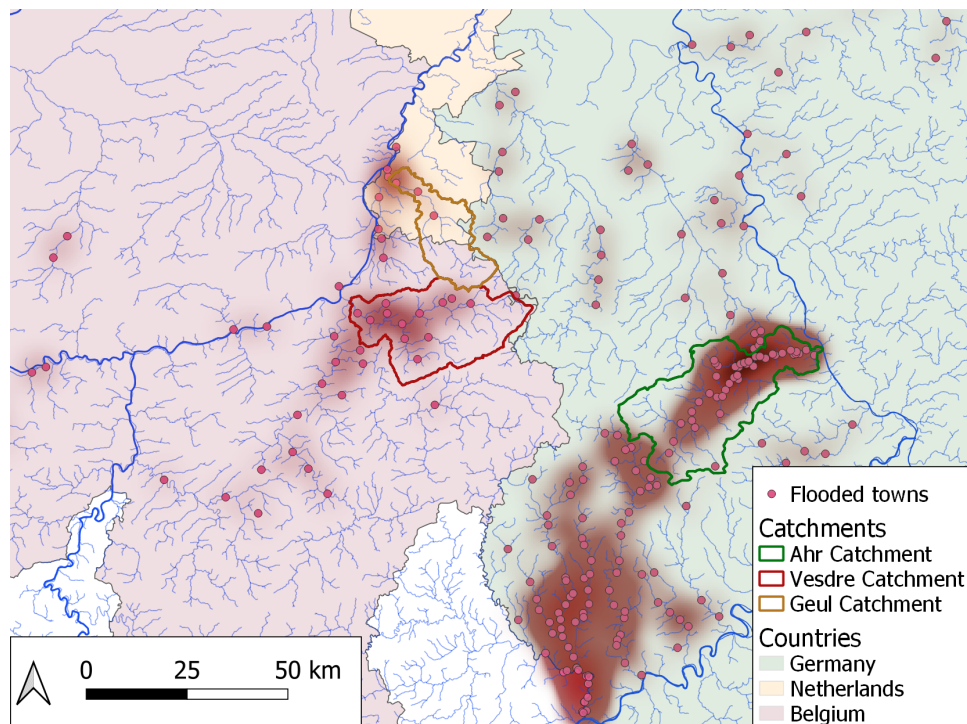 Flooded towns
Catchments
Ahr Catchment
Vesdre Catchment
Geul Catchment
Countries
Germany
Netherlands
Belgium
0 25 50 km